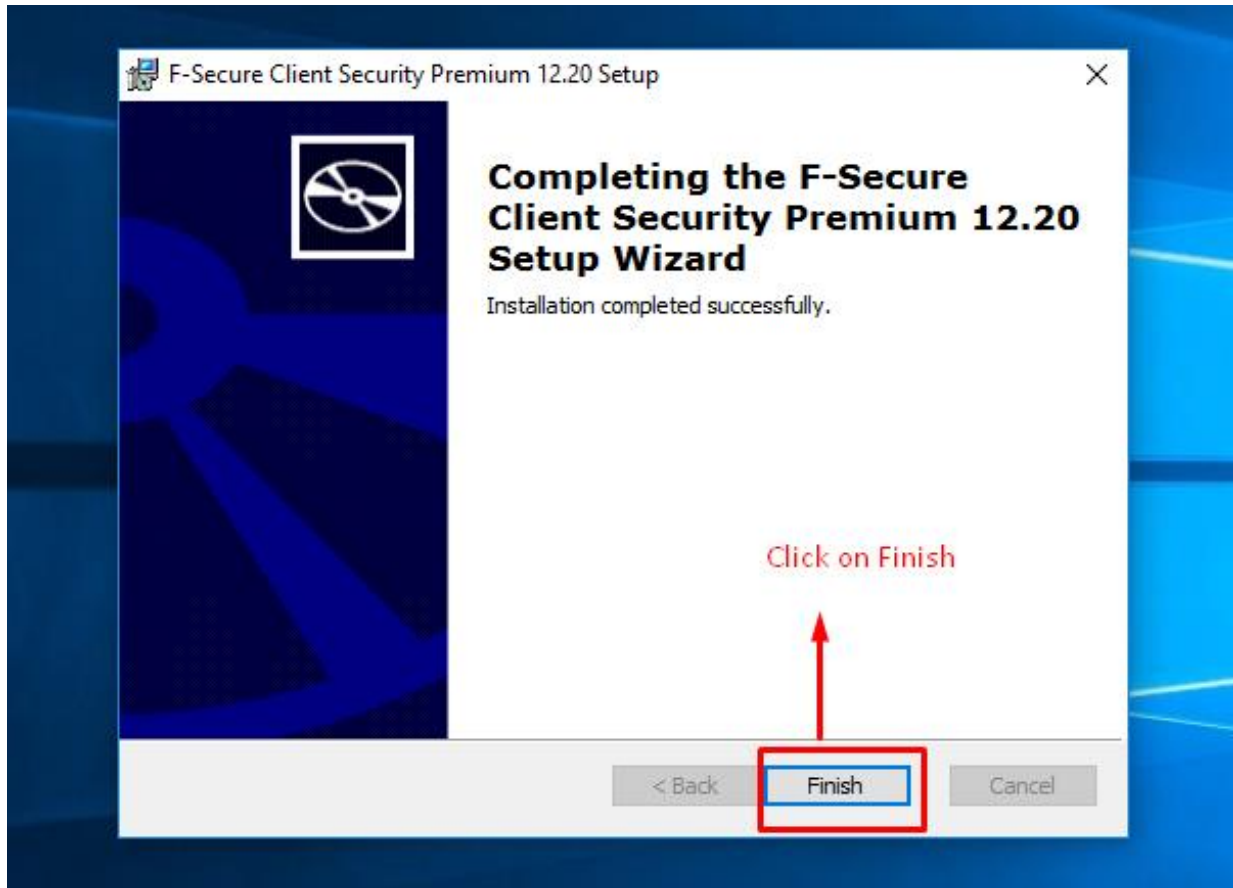 F-Secure Client Security Premium 12.20 Setup
Completing the F-Secure
Client Security Premium 12.20
Setup Wizard
Installation completed successfully.
Click on Finish
< Back
Finish
Cancel